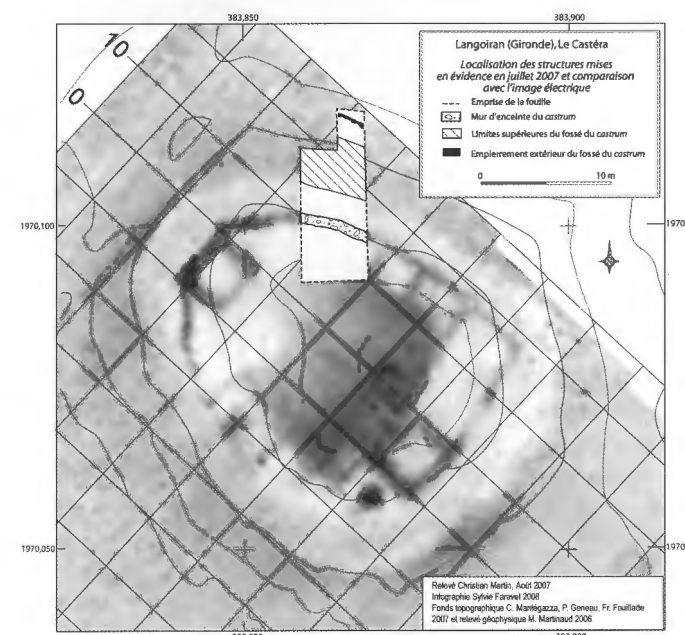 383,850
383,900
10
0
Langoiran (Gironde), Le Castéra
Localisation des structures mises
en évidence en juillet 2007 et comparaison
avec l'image électrique
Emprise de la fouille
Mur d'enceinte du castrum
Limites supérieures du fossé du castrum
Empierrement extérieur du fossé du castrum
0 10 m
1970,100
1970
1970,050
1970
Relevé Christian Martin, Août 2007
Infographie Sylvie Faravel 2008
Fonds topographique C. Mantégazza, P. Geneau, Fr. Fouillade
2007 et relevé géophysique M. Martinaud 2006